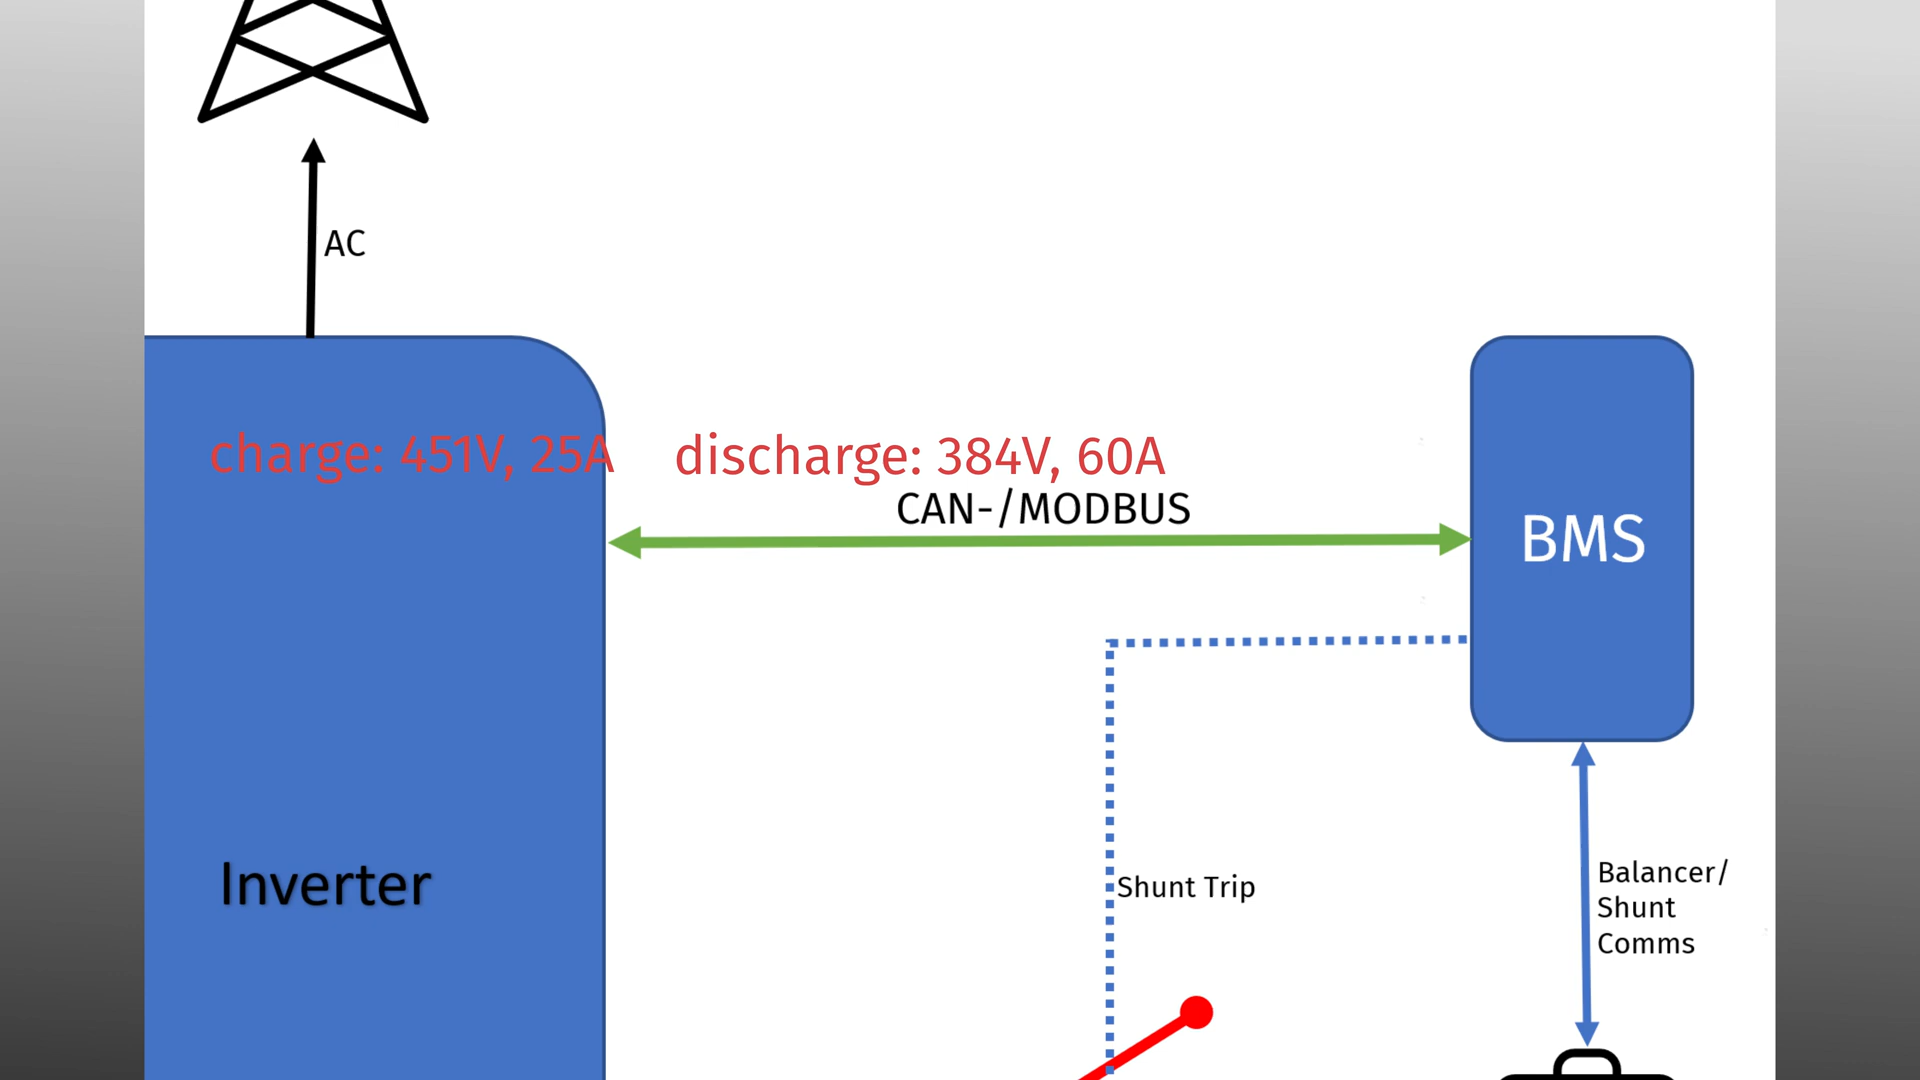 AC
charge: 451V, 25A
discharge: 384V, 60A
CAN-/MODBUS
BMS
Inverter
Shunt Trip
Balancer/
Shunt
Comms